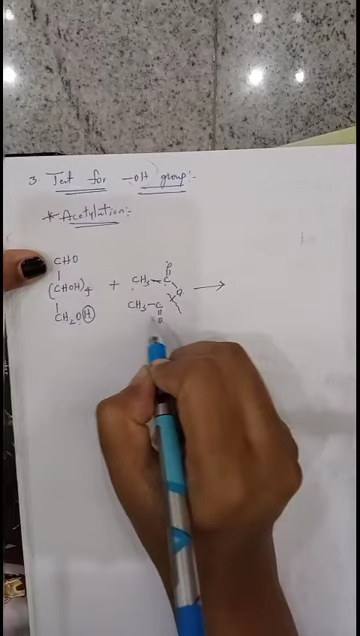 3. Test for -OH group:-
* Acetylation:-
CHO
(CHOH)4 + CH3-C
O
O
CH3-C
O
CH2OH